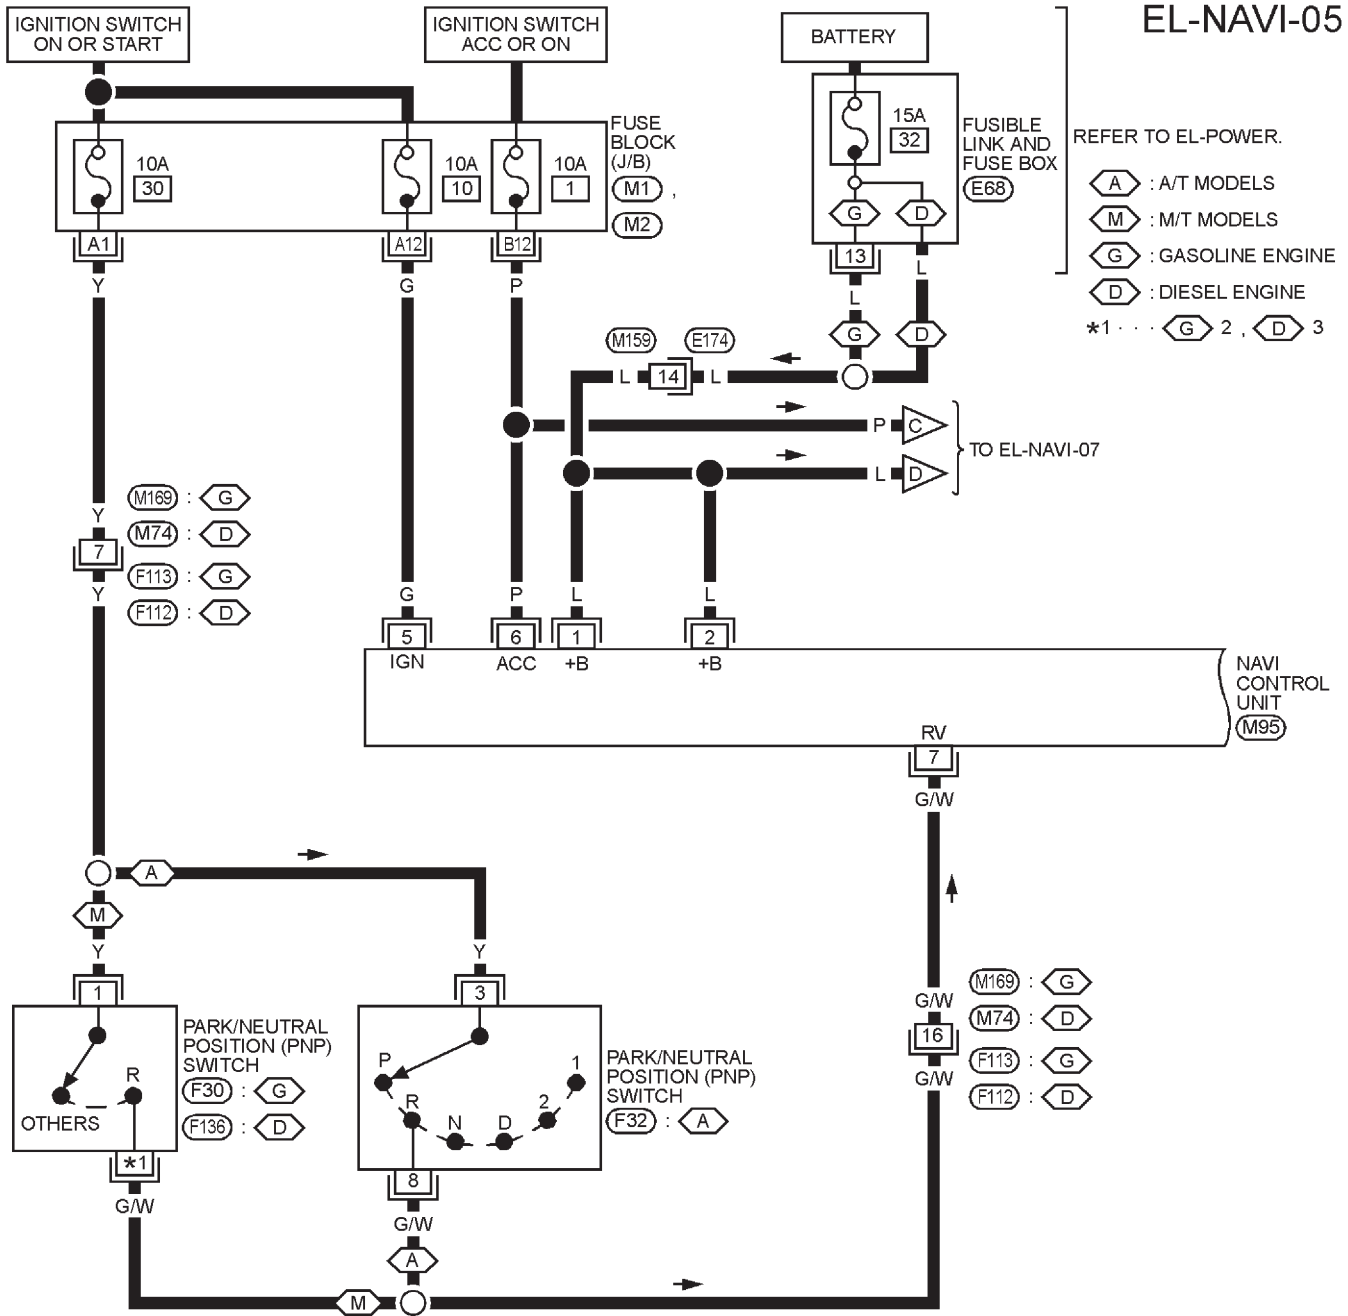 EL-NAVI-05
IGNITION SWITCH
ON OR START
IGNITION SWITCH
ACC OR ON
BATTERY
10A
30
10A
10
10A
1
FUSE
BLOCK
(J/B)
M1 ,
M2
15A
32
G
D
FUSIBLE
LINK AND
FUSE BOX
E68
REFER TO EL-POWER.
A : A/T MODELS
M : M/T MODELS
G : GASOLINE ENGINE
D : DIESEL ENGINE
*1 · · · G 2 , D 3
A1
A12
B12
13
Y
G
P
L
L
G
D
M159
E174
L
14
L
P
C
L
D
TO EL-NAVI-07
Y
7
Y
M169 : G
M74 : D
F113 : G
F112 : D
G
P
L
L
5
6
1
2
IGN
ACC
+B
+B
NAVI
CONTROL
UNIT
M95
RV
7
G/W
A
M
Y
Y
1
3
OTHERS
R
PARK/NEUTRAL
POSITION (PNP)
SWITCH
F30 : G
F136 : D
P
R
N
D
2
1
PARK/NEUTRAL
POSITION (PNP)
SWITCH
F32 : A
G/W
16
G/W
M169 : G
M74 : D
F113 : G
F112 : D
*1
8
G/W
G/W
A
M